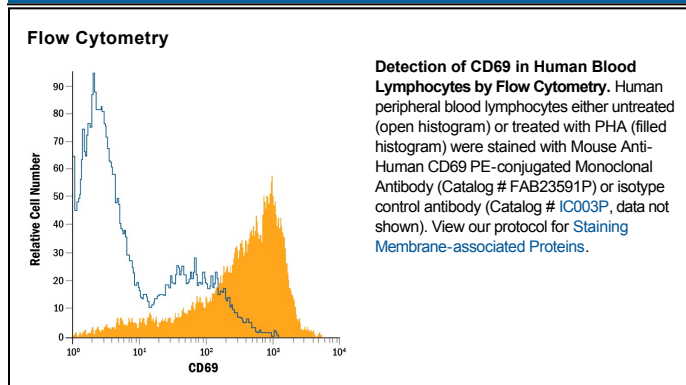 Flow Cytometry
Relative Cell Number
90
80
70
60
50
40
30
20
10
0
10⁰
10¹
10²
10³
10⁴
CD69
Detection of CD69 in Human Blood
Lymphocytes by Flow Cytometry. Human
peripheral blood lymphocytes either untreated
(open histogram) or treated with PHA (filled
histogram) were stained with Mouse Anti-
Human CD69 PE-conjugated Monoclonal
Antibody (Catalog # FAB23591P) or isotype
control antibody (Catalog # IC003P, data not
shown). View our protocol for Staining
Membrane-associated Proteins.